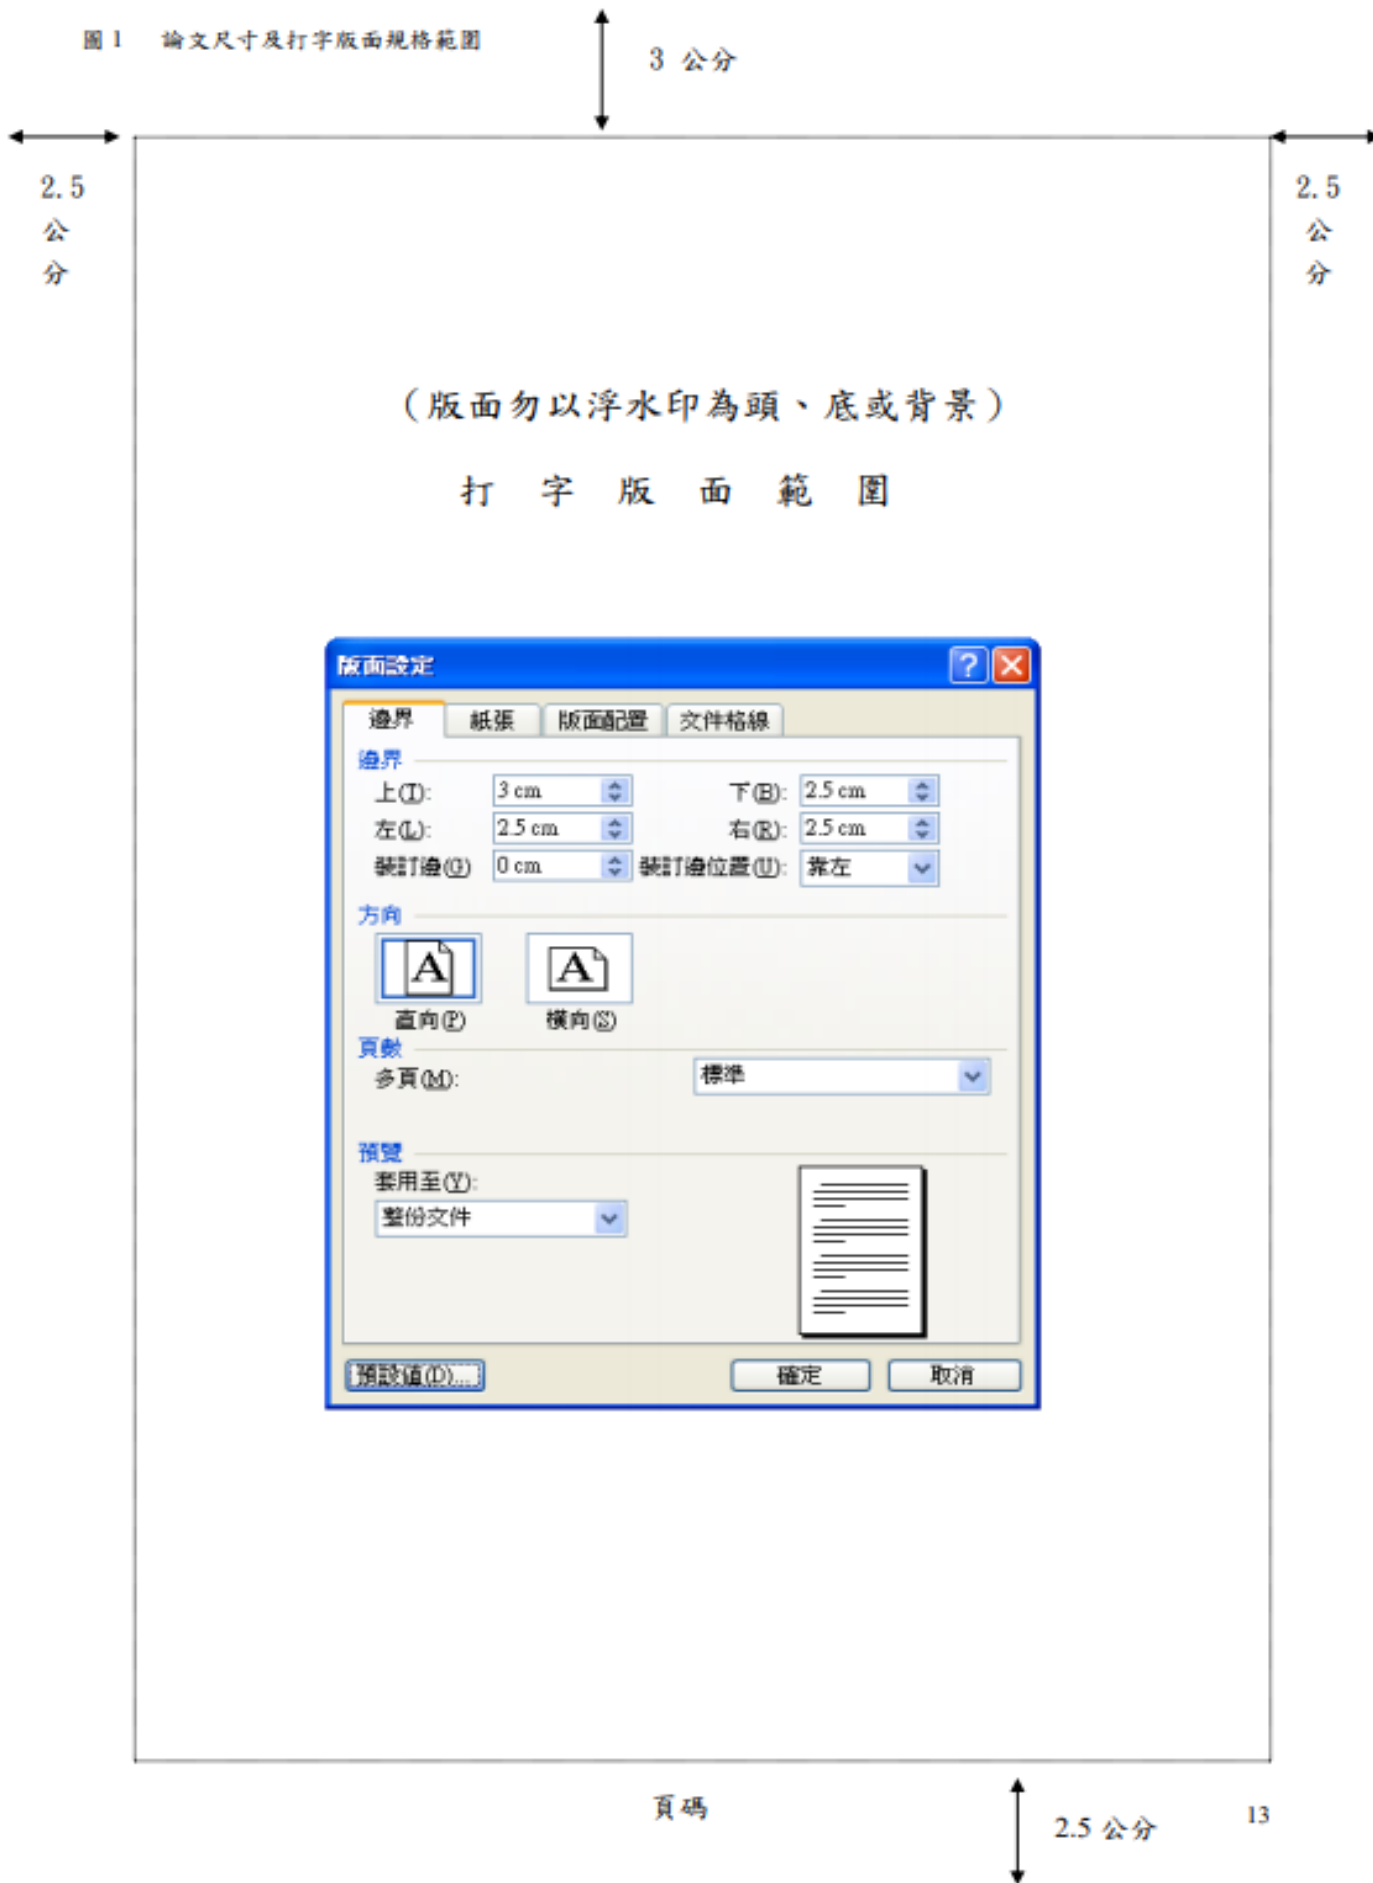 圖 1 論文尺寸及打字版面規格範圍
3 公分
2.5
公
分
2.5
公
分
（版面勿以浮水印為頭、底或背景）
打 字 版 面 範 圍
版面設定
邊界 紙張 版面配置 文件格線
邊界
上(T): 3 cm 下(B): 2.5 cm
左(L): 2.5 cm 右(R): 2.5 cm
裝訂邊(G) 0 cm 裝訂邊位置(U): 靠左
方向
A A
直向(P) 橫向(S)
頁數
多頁(M): 標準
預覽
套用至(Y):
整份文件
預設值(D)... 確定 取消
頁碼
2.5 公分
13